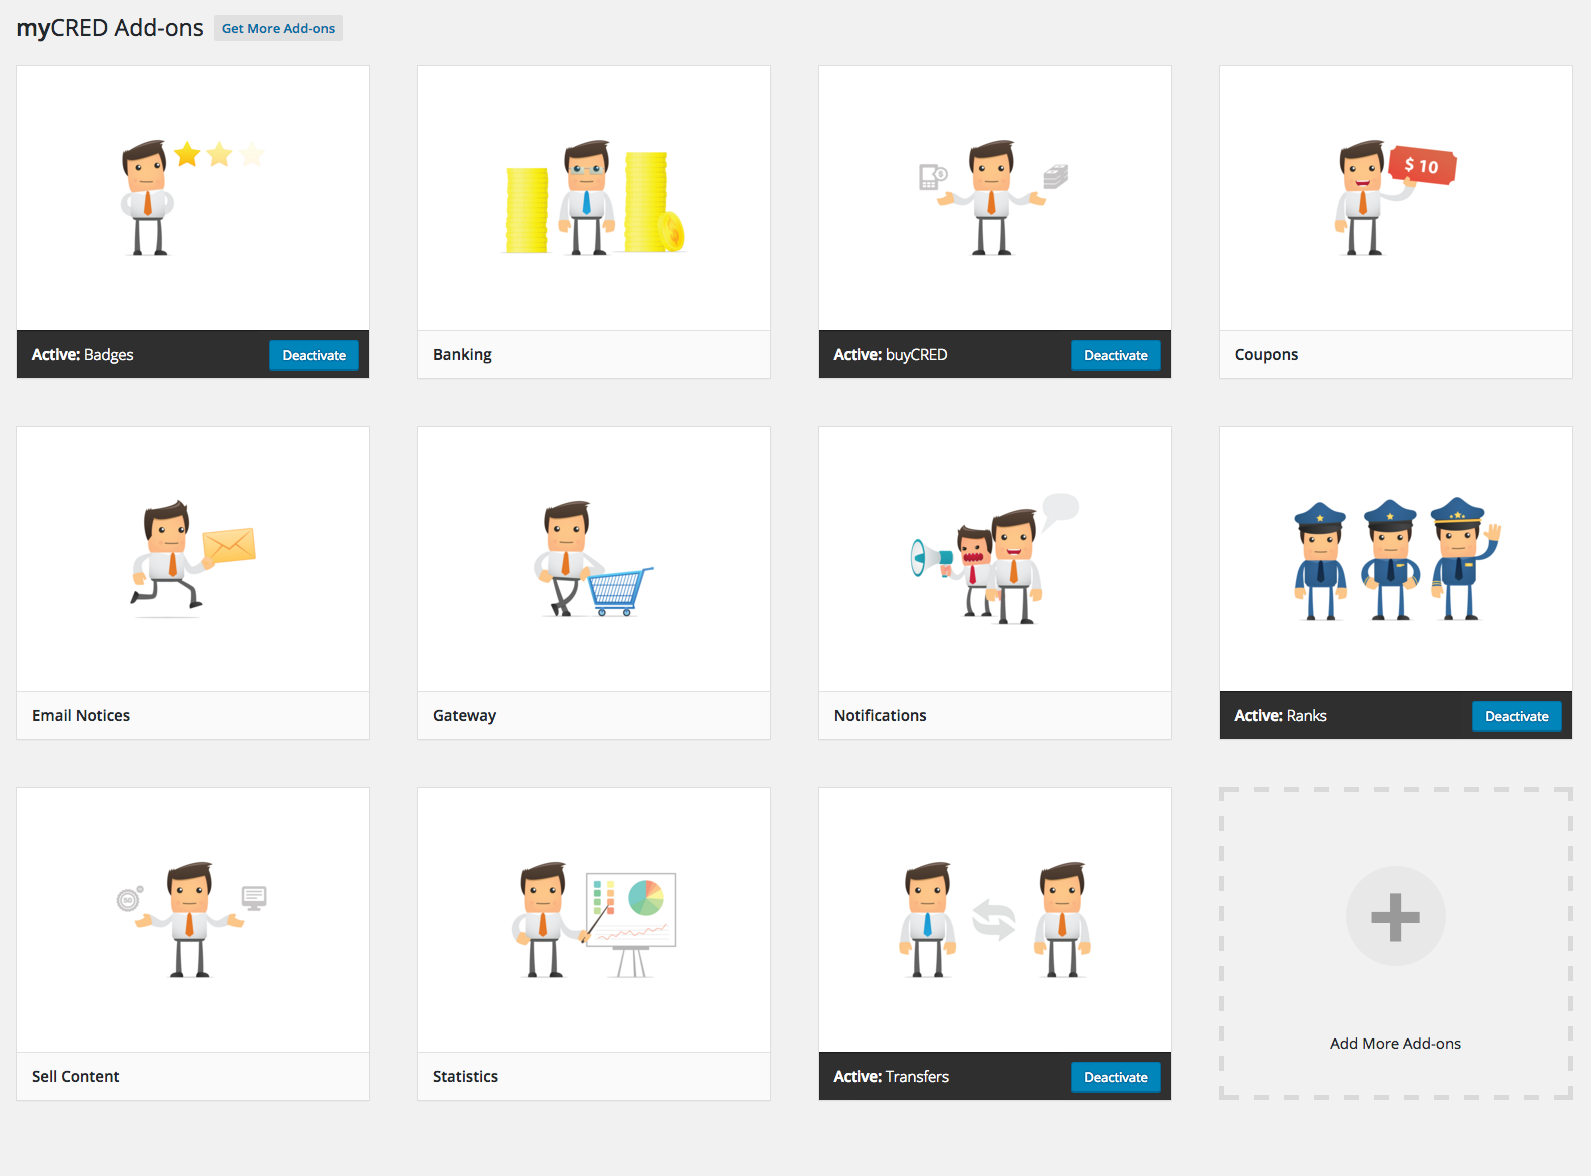 myCRED Add-ons Get More Add-ons
$ 10
Active: Badges Deactivate
Banking
Active: buyCRED Deactivate
Coupons
Email Notices
Gateway
Notifications
Active: Ranks Deactivate
50
Sell Content
Statistics
Active: Transfers Deactivate
Add More Add-ons